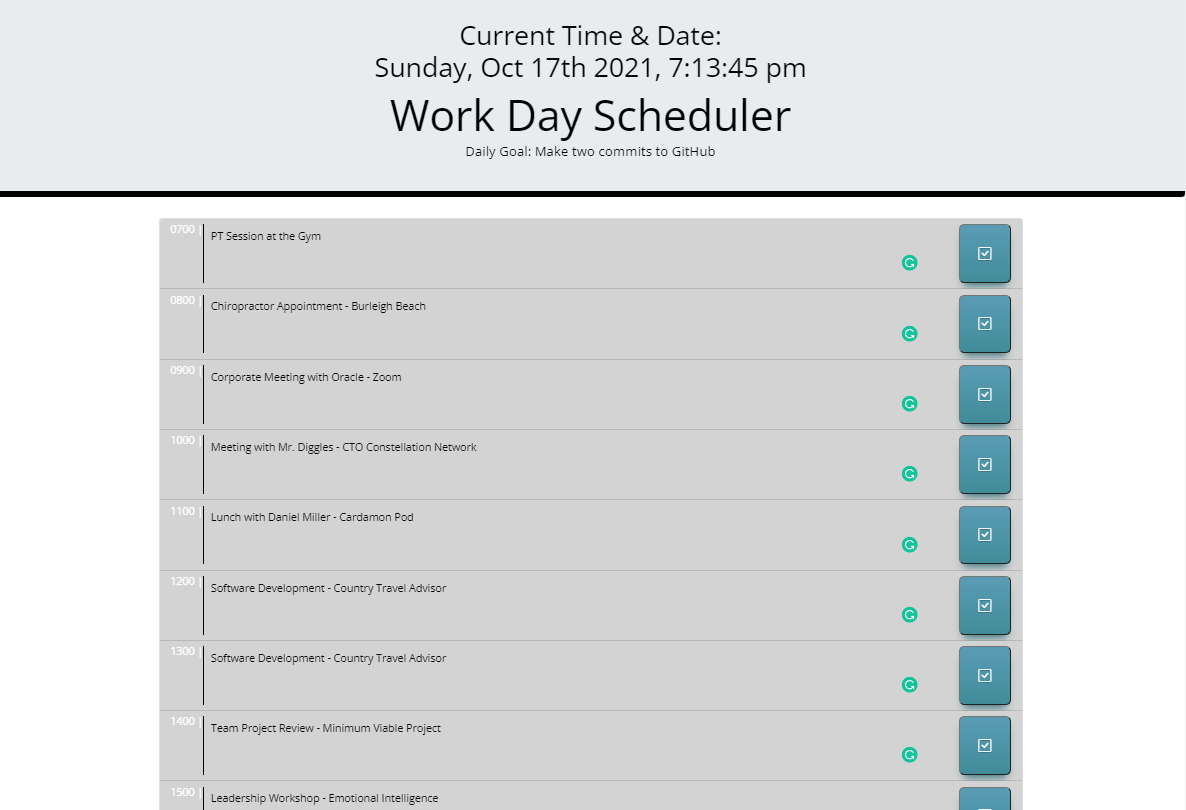 Current Time & Date:
Sunday, Oct 17th 2021, 7:13:45 pm
Work Day Scheduler
Daily Goal: Make two commits to GitHub
0700 | PT Session at the Gym
0800 | Chiropractor Appointment - Burleigh Beach
0900 | Corporate Meeting with Oracle - Zoom
1000 | Meeting with Mr. Diggles - CTO Constellation Network
1100 | Lunch with Daniel Miller - Cardamon Pod
1200 | Software Development - Country Travel Advisor
1300 | Software Development - Country Travel Advisor
1400 | Team Project Review - Minimum Viable Project
1500 | Leadership Workshop - Emotional Intelligence